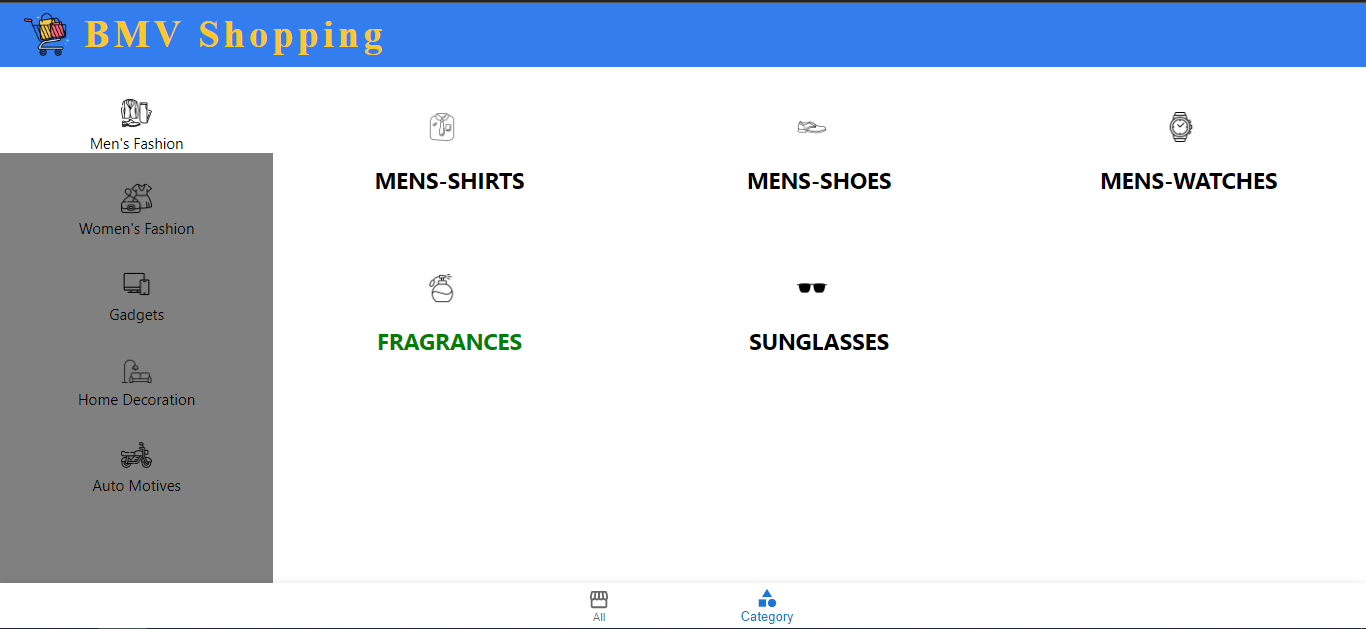 BMV Shopping
Men's Fashion
Women's Fashion
Gadgets
Home Decoration
Auto Motives
MENS-SHIRTS
MENS-SHOES
MENS-WATCHES
FRAGRANCES
SUNGLASSES
All
Category